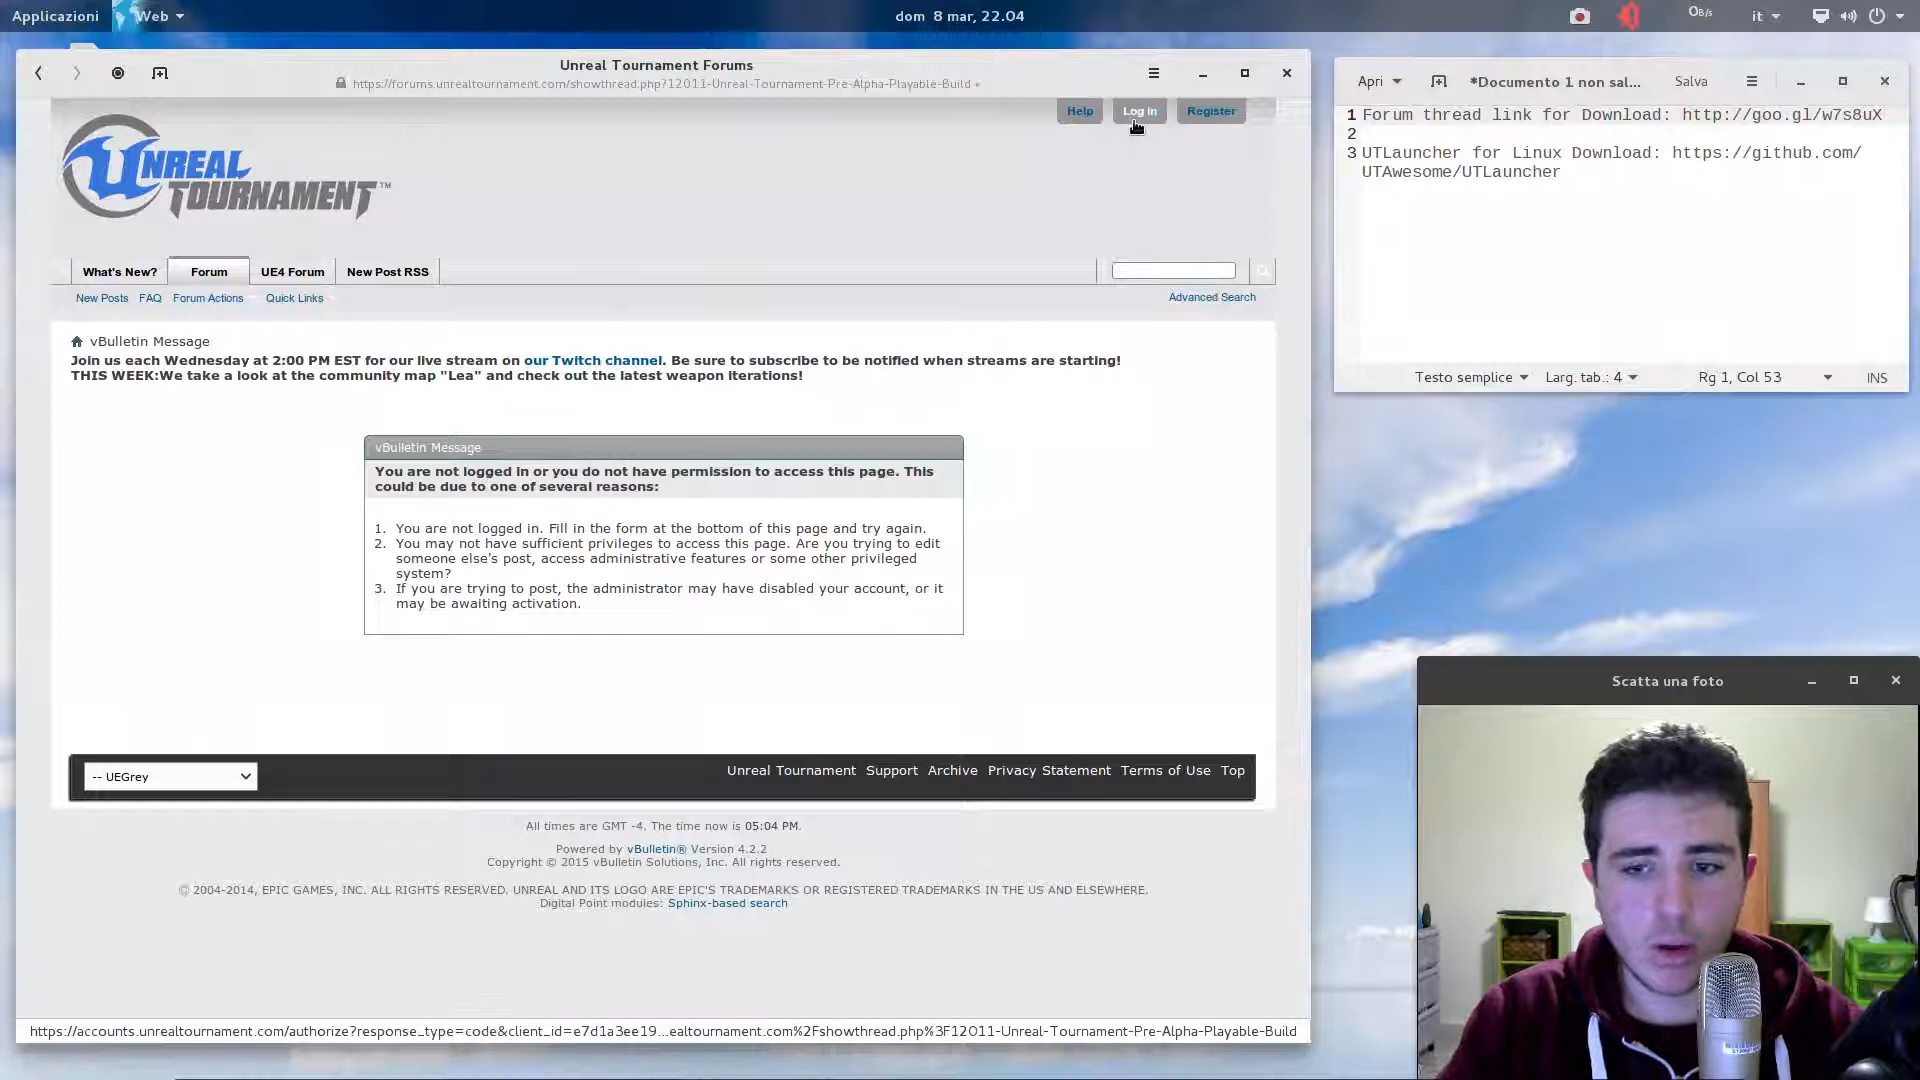 Applicazioni
Web
dom 8 mar, 22.04
0B/s
it
Unreal Tournament Forums
https://forums.unrealtournament.com/showthread.php?12011-Unreal-Tournament-Pre-Alpha-Playable-Build
Help
Log in
Register
UNREAL
TOURNAMENT™
What's New?
Forum
UE4 Forum
New Post RSS
New Posts
FAQ
Forum Actions
Quick Links
Advanced Search
vBulletin Message
Join us each Wednesday at 2:00 PM EST for our live stream on our Twitch channel. Be sure to subscribe to be notified when streams are starting!
THIS WEEK:We take a look at the community map "Lea" and check out the latest weapon iterations!
vBulletin Message
You are not logged in or you do not have permission to access this page. This
could be due to one of several reasons:
1. You are not logged in. Fill in the form at the bottom of this page and try again.
2. You may not have sufficient privileges to access this page. Are you trying to edit
someone else's post, access administrative features or some other privileged
system?
3. If you are trying to post, the administrator may have disabled your account, or it
may be awaiting activation.
-- UEGrey
Unreal Tournament
Support
Archive
Privacy Statement
Terms of Use
Top
All times are GMT -4. The time now is 05:04 PM.
Powered by vBulletin® Version 4.2.2
Copyright © 2015 vBulletin Solutions, Inc. All rights reserved.
© 2004-2014, EPIC GAMES, INC. ALL RIGHTS RESERVED. UNREAL AND ITS LOGO ARE EPIC'S TRADEMARKS OR REGISTERED TRADEMARKS IN THE US AND ELSEWHERE.
Digital Point modules: Sphinx-based search
https://accounts.unrealtournament.com/authorize?response_type=code&client_id=e7d1a3ee19...ealtournament.com%2Fshowthread.php%3F12011-Unreal-Tournament-Pre-Alpha-Playable-Build
Apri
*Documento 1 non sal...
Salva
1 Forum thread link for Download: http://goo.gl/w7s8uX
2
3 UTLauncher for Linux Download: https://github.com/
UTAwesome/UTLauncher
Testo semplice
Larg. tab.: 4
Rg 1, Col 53
INS
Scatta una foto